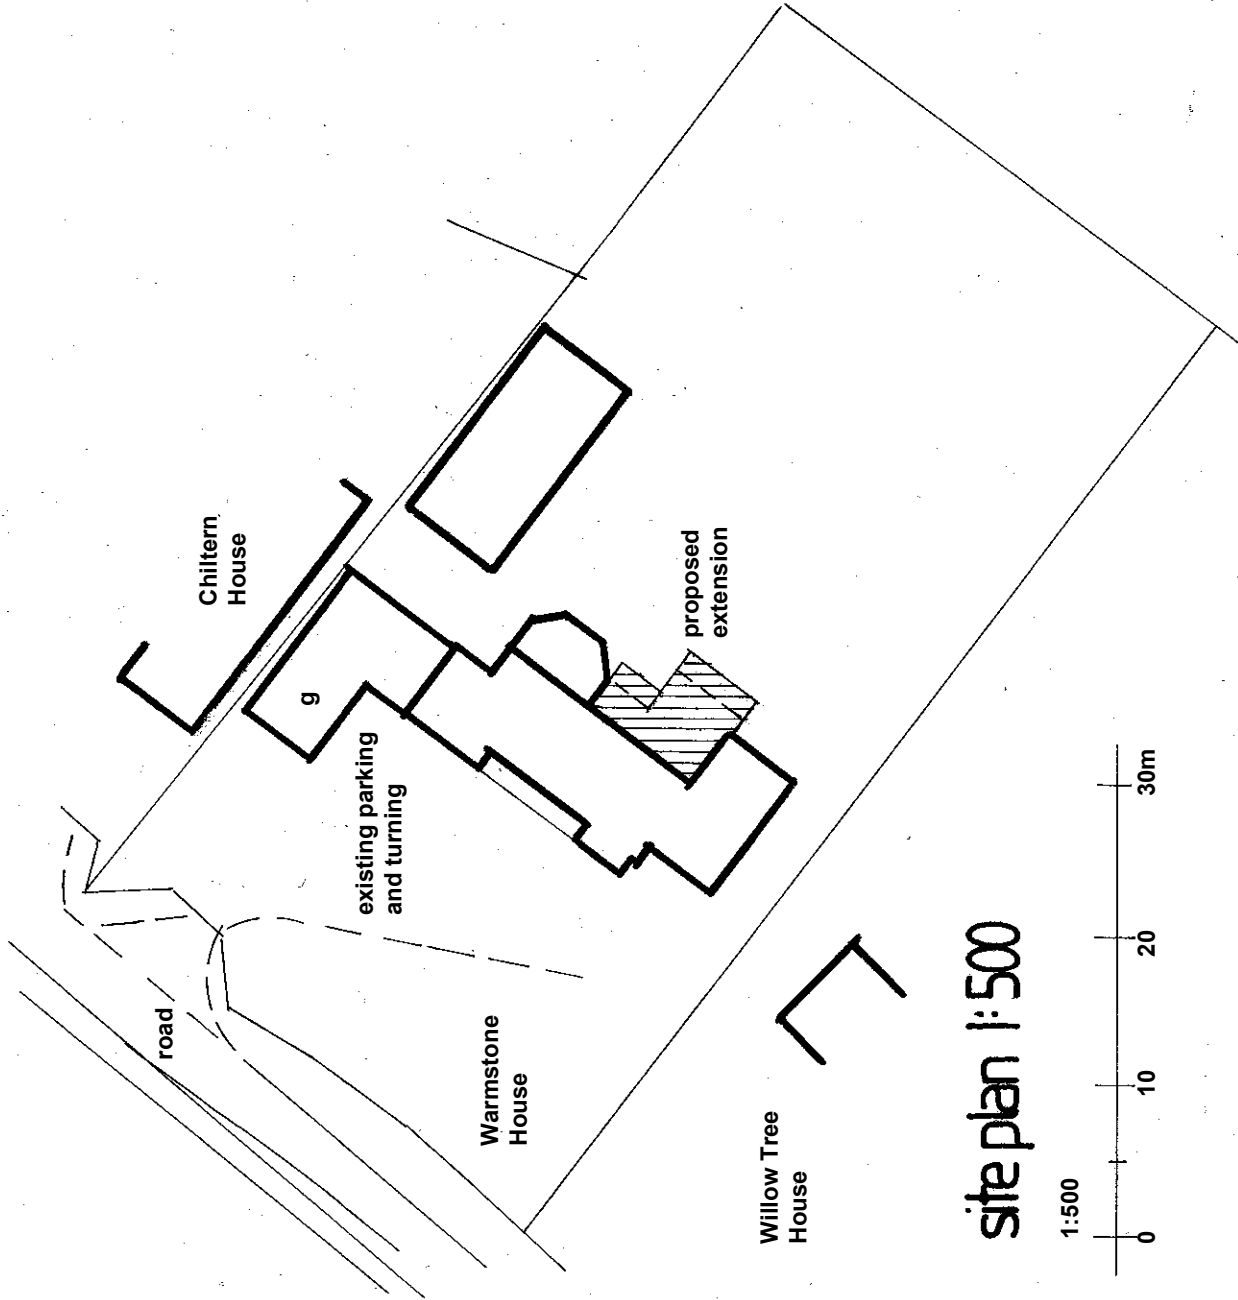 Chiltern
House
g
existing parking
and turning
proposed
extension
road
Warmstone
House
Willow Tree
House
site plan 1:500
1:500
0
10
20
30m